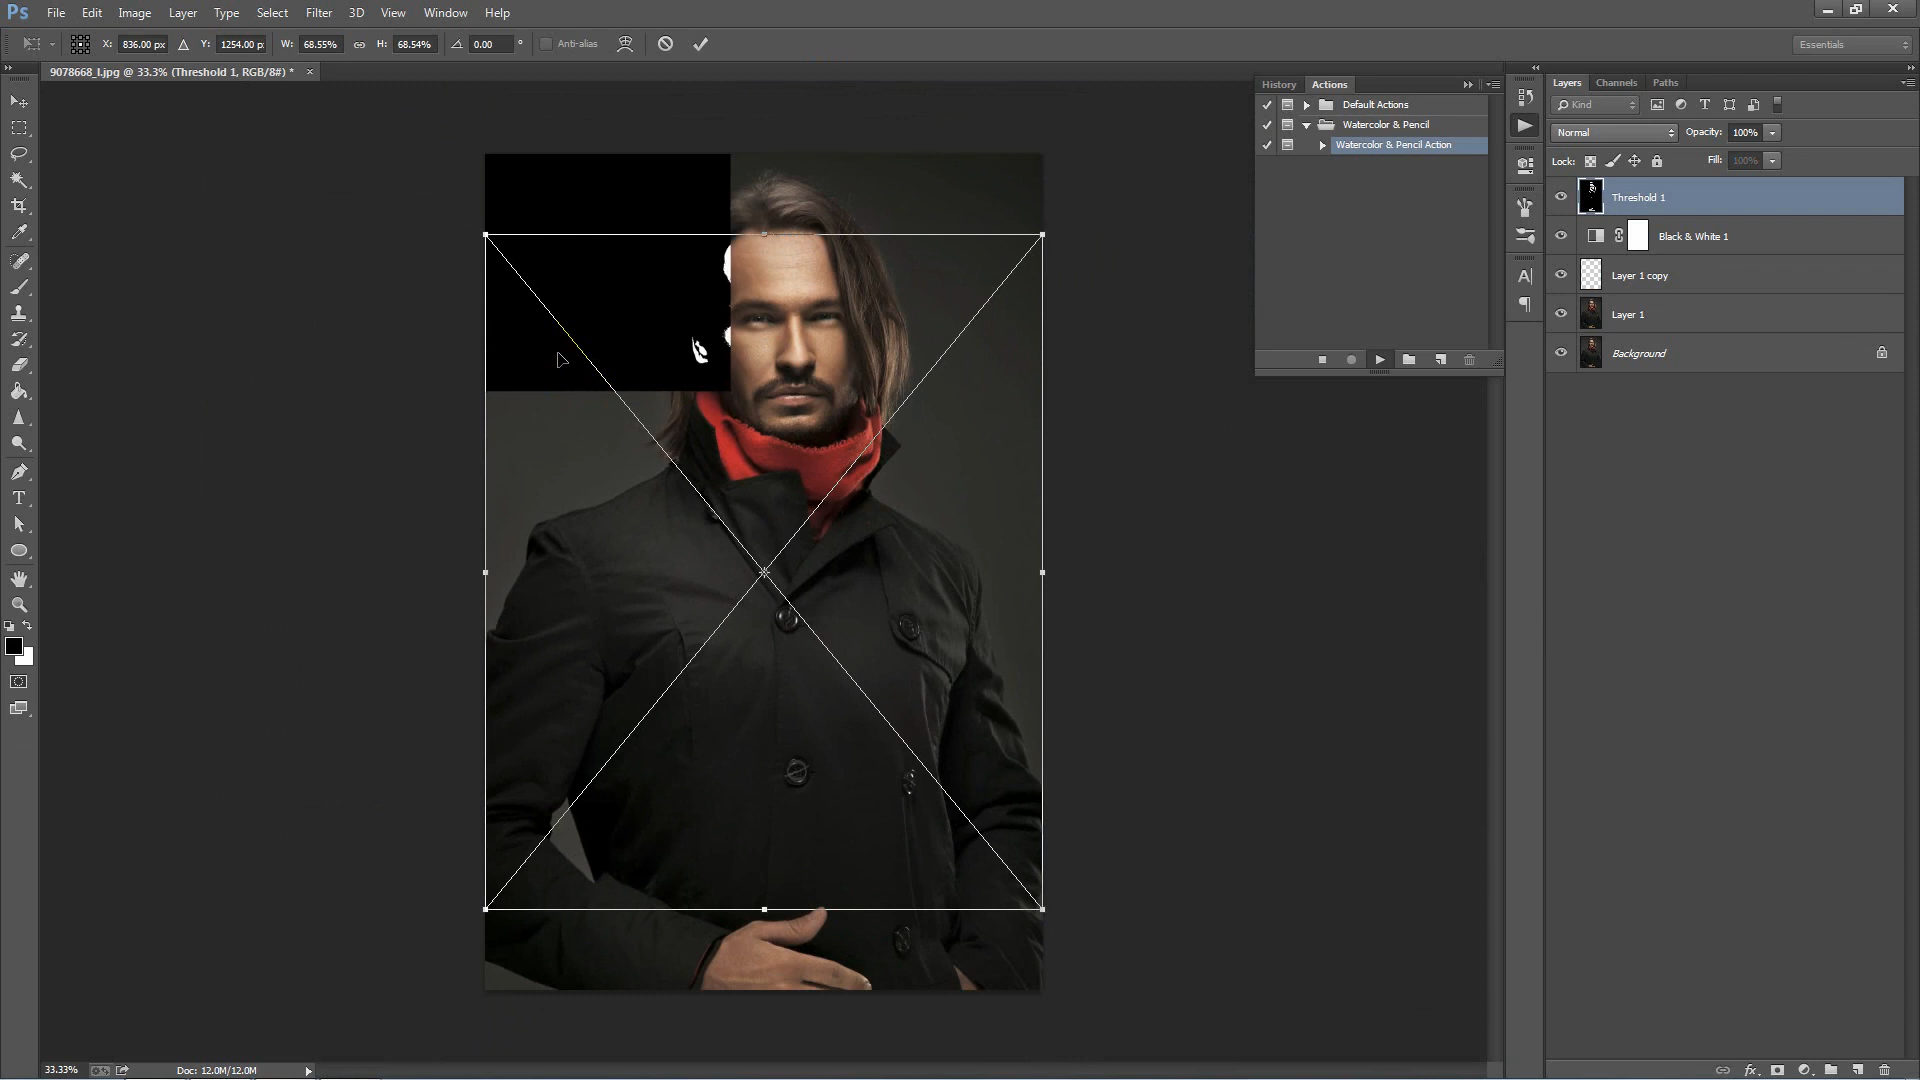 Ps File Edit Image Layer Type Select Filter 3D View Window Help
X: 836.00 px Y: 1254.00 p W: 68.55% H: 68.54% 0.00 ° Anti-alias Essentials
9078668_l.jpg @ 33.3% (Threshold 1, RGB/8#) * ×
History Actions
Default Actions
Watercolor & Pencil
Watercolor & Pencil Action
Layers Channels Paths
Kind
Normal Opacity: 100%
Lock: Fill: 100%
Threshold 1
Black & White 1
Layer 1 copy
Layer 1
Background
33.33% Doc: 12.0M/12.0M